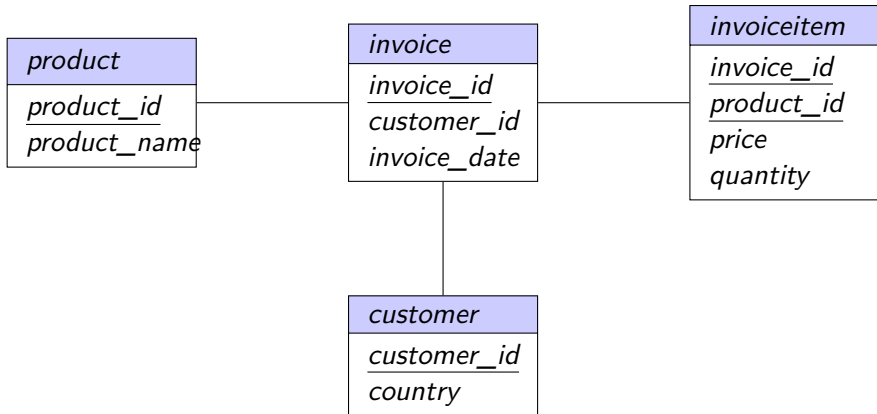 product
product_id
product_name
invoice
invoice_id
customer_id
invoice_date
invoiceitem
invoice_id
product_id
price
quantity
customer
customer_id
country